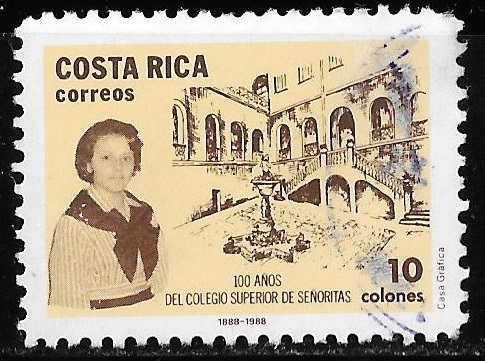 COSTA RICA
correos
100 AÑOS
DEL COLEGIO SUPERIOR DE SEÑORITAS
10
colones
1888-1988
Casa Gráfica